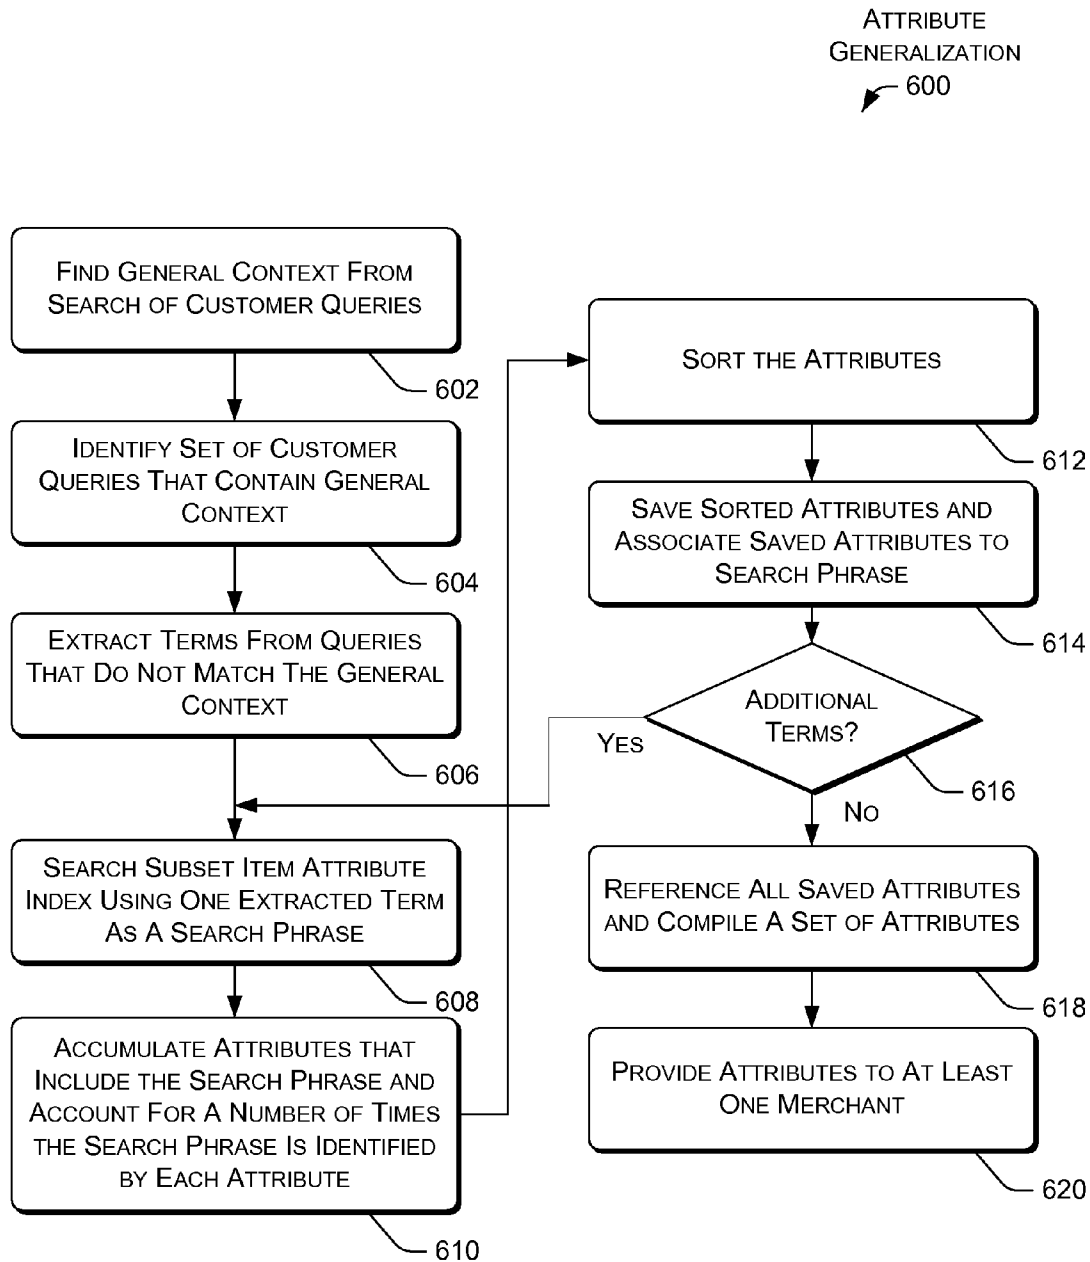 ATTRIBUTE
GENERALIZATION
600
FIND GENERAL CONTEXT FROM
SEARCH OF CUSTOMER QUERIES
602
IDENTIFY SET OF CUSTOMER
QUERIES THAT CONTAIN GENERAL
CONTEXT
604
EXTRACT TERMS FROM QUERIES
THAT DO NOT MATCH THE GENERAL
CONTEXT
606
SEARCH SUBSET ITEM ATTRIBUTE
INDEX USING ONE EXTRACTED TERM
AS A SEARCH PHRASE
608
ACCUMULATE ATTRIBUTES THAT
INCLUDE THE SEARCH PHRASE AND
ACCOUNT FOR A NUMBER OF TIMES
THE SEARCH PHRASE IS IDENTIFIED
BY EACH ATTRIBUTE
610
SORT THE ATTRIBUTES
612
SAVE SORTED ATTRIBUTES AND
ASSOCIATE SAVED ATTRIBUTES TO
SEARCH PHRASE
614
ADDITIONAL
TERMS?
616
YES
NO
REFERENCE ALL SAVED ATTRIBUTES
AND COMPILE A SET OF ATTRIBUTES
618
PROVIDE ATTRIBUTES TO AT LEAST
ONE MERCHANT
620